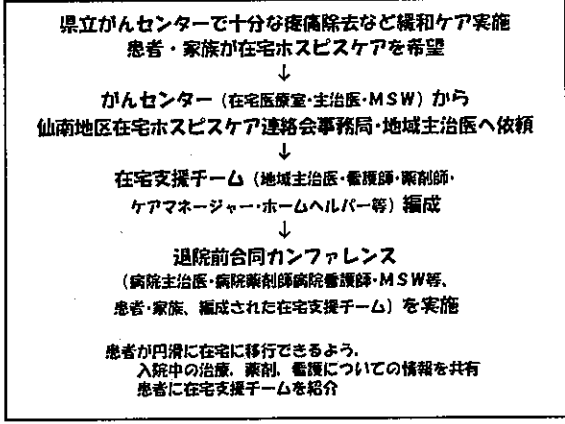 県立がんセンターで十分な疼痛除去など緩和ケア実施
患者・家族が在宅ホスピスケアを希望
↓
がんセンター（在宅医療室・主治医・MSW）から
仙南地区在宅ホスピスケア連絡会事務局・地域主治医へ依頼
↓
在宅支援チーム（地域主治医・看護師・薬剤師・
ケアマネージャー・ホームヘルパー等）編成
↓
退院前合同カンファレンス
（病院主治医・病院薬剤師病院看護師・MSW等、
患者・家族、編成された在宅支援チーム）を実施
患者が円滑に在宅に移行できるよう、
入院中の治療、薬剤、看護についての情報を共有
患者に在宅支援チームを紹介